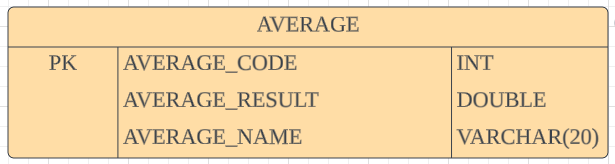 AVERAGE
PK AVERAGE_CODE INT
AVERAGE_RESULT DOUBLE
AVERAGE_NAME VARCHAR(20)